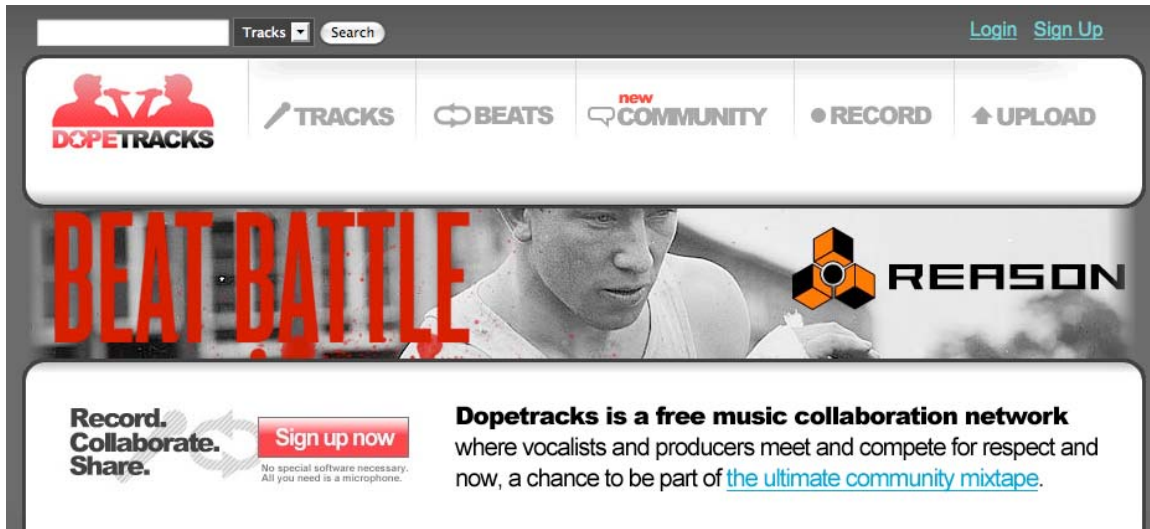 Tracks Search Login Sign Up
DOPETRACKS
TRACKS BEATS new COMMUNITY RECORD UPLOAD
BEAT BATTLE REASON
Record.
Collaborate.
Share.
Sign up now
No special software necessary.
All you need is a microphone.
Dopetracks is a free music collaboration network
where vocalists and producers meet and compete for respect and
now, a chance to be part of the ultimate community mixtape.